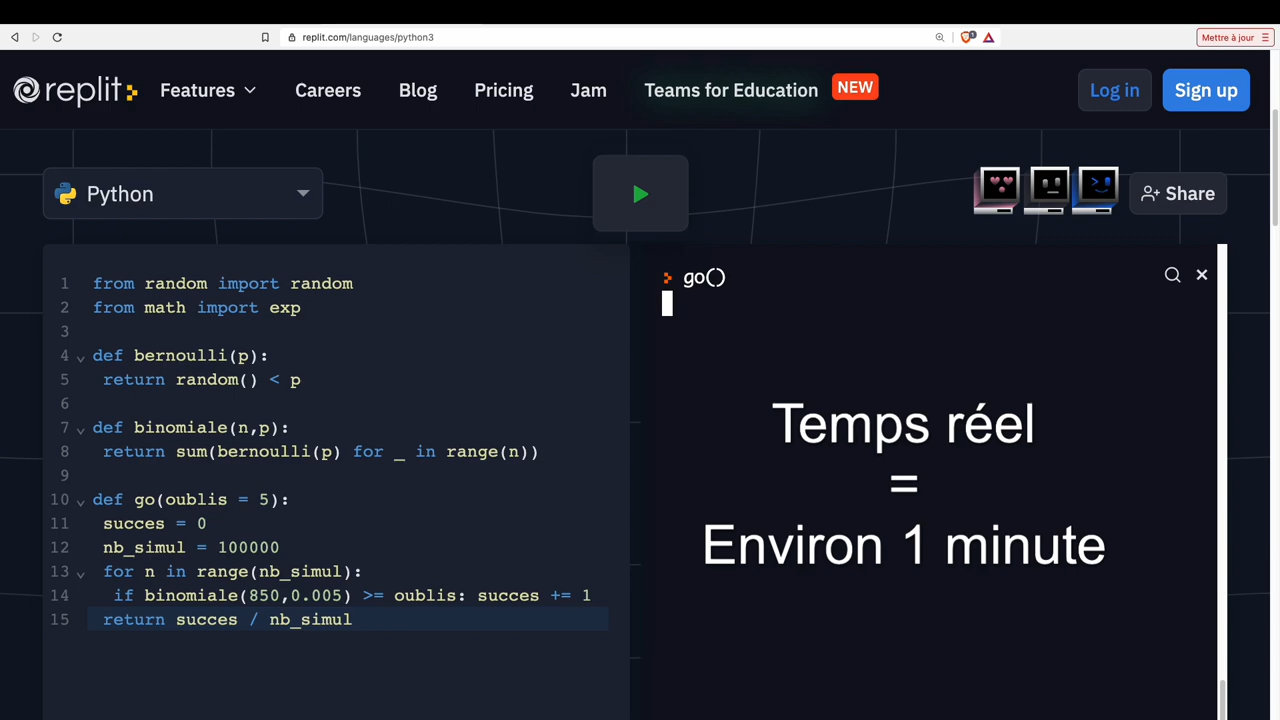 replit.com/languages/python3
Mettre à jour
replit
Features
Careers
Blog
Pricing
Jam
Teams for Education
NEW
Log in
Sign up
Python
Share
1 from random import random
2 from math import exp
3
4 def bernoulli(p):
5 return random() < p
6
7 def binomiale(n,p):
8 return sum(bernoulli(p) for _ in range(n))
9
10 def go(oublis = 5):
11 succes = 0
12 nb_simul = 100000
13 for n in range(nb_simul):
14 if binomiale(850,0.005) >= oublis: succes += 1
15 return succes / nb_simul
go()
Temps réel
=
Environ 1 minute